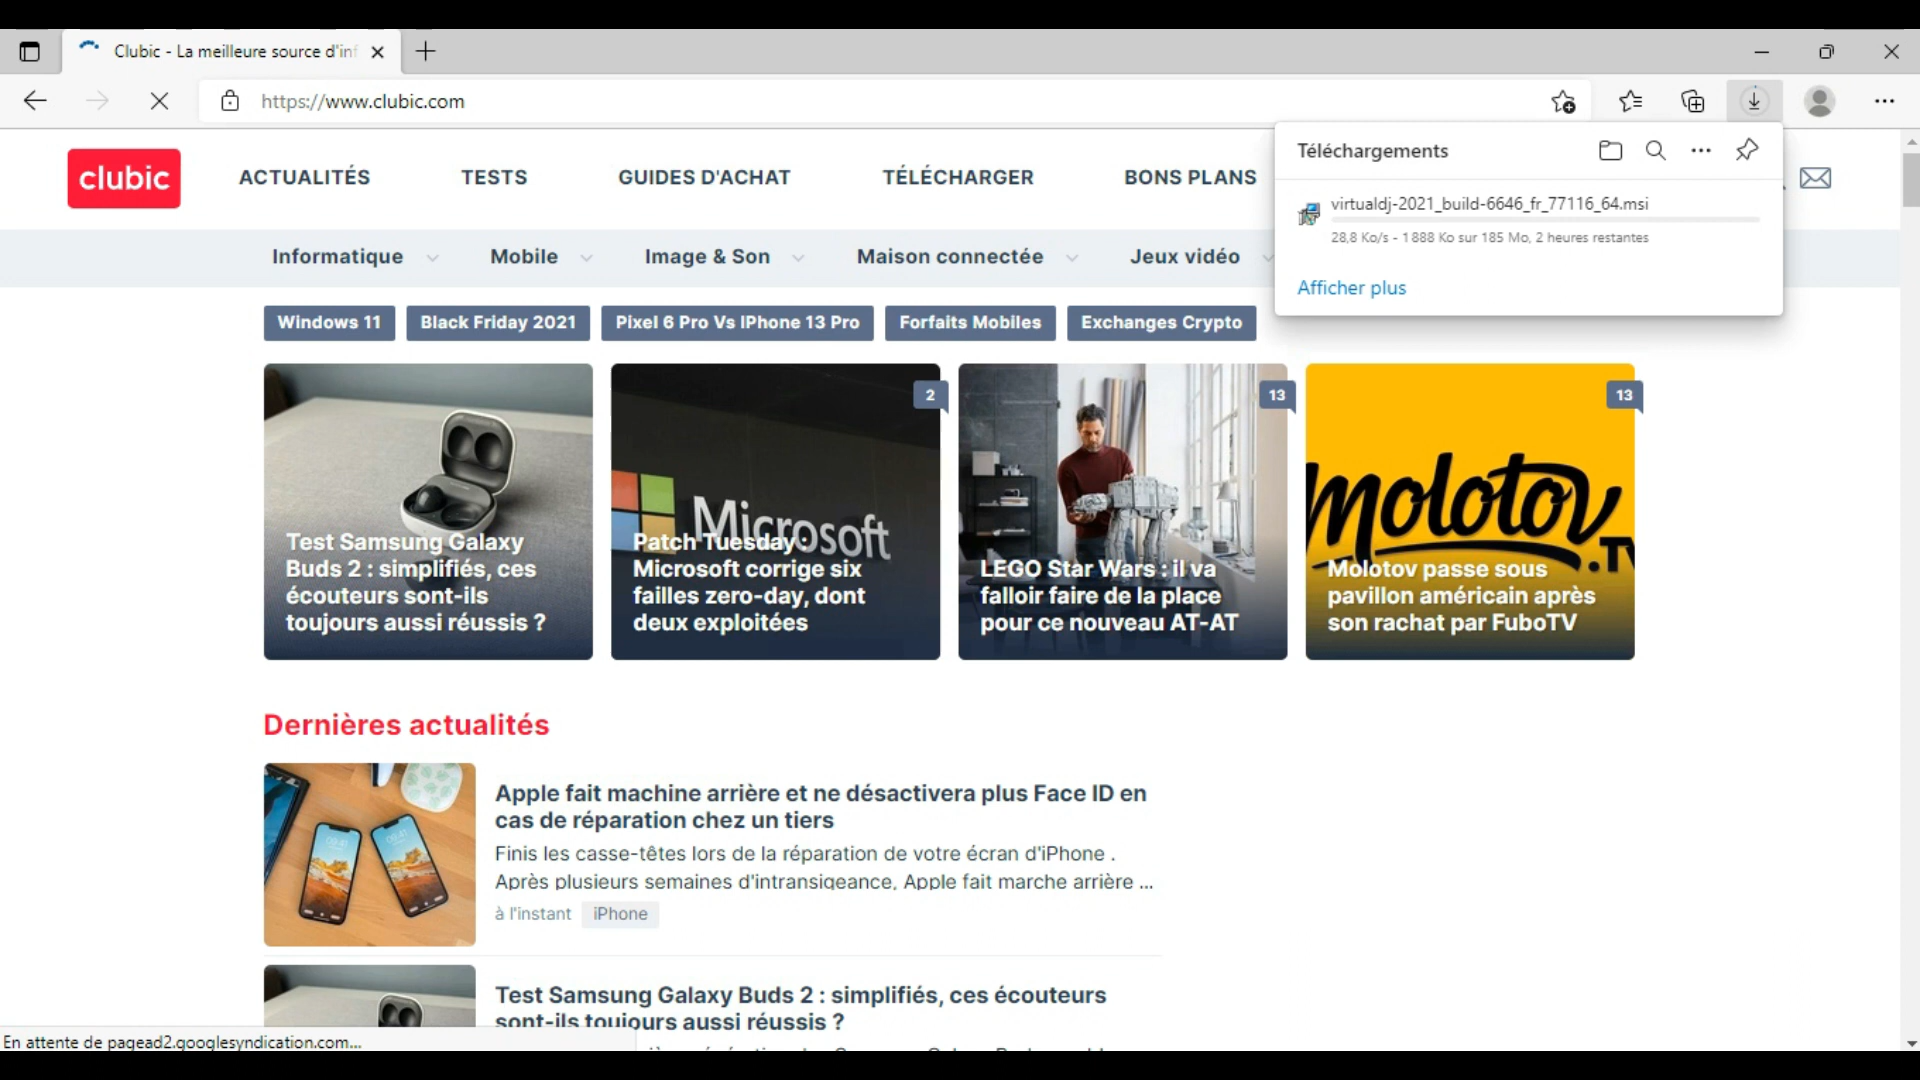 Clubic - La meilleure source d'inf
https://www.clubic.com
Téléchargements
virtualdj-2021_build-6646_fr_77116_64.msi
28,8 Ko/s - 1 888 Ko sur 185 Mo, 2 heures restantes
Afficher plus
clubic
ACTUALITÉS
TESTS
GUIDES D'ACHAT
TÉLÉCHARGER
BONS PLANS
Informatique
Mobile
Image & Son
Maison connectée
Jeux vidéo
Windows 11
Black Friday 2021
Pixel 6 Pro Vs IPhone 13 Pro
Forfaits Mobiles
Exchanges Crypto
Test Samsung Galaxy
Buds 2 : simplifiés, ces
écouteurs sont-ils
toujours aussi réussis ?
2
Microsoft
Patch Tuesday :
Microsoft corrige six
failles zero-day, dont
deux exploitées
13
LEGO Star Wars : il va
falloir faire de la place
pour ce nouveau AT-AT
13
molotov.TV
Molotov passe sous
pavillon américain après
son rachat par FuboTV
Dernières actualités
Apple fait machine arrière et ne désactivera plus Face ID en
cas de réparation chez un tiers
Finis les casse-têtes lors de la réparation de votre écran d'iPhone .
Après plusieurs semaines d'intransigeance, Apple fait marche arrière ...
à l'instant
iPhone
Test Samsung Galaxy Buds 2 : simplifiés, ces écouteurs
sont-ils toujours aussi réussis ?
En attente de pagead2.googlesyndication.com...